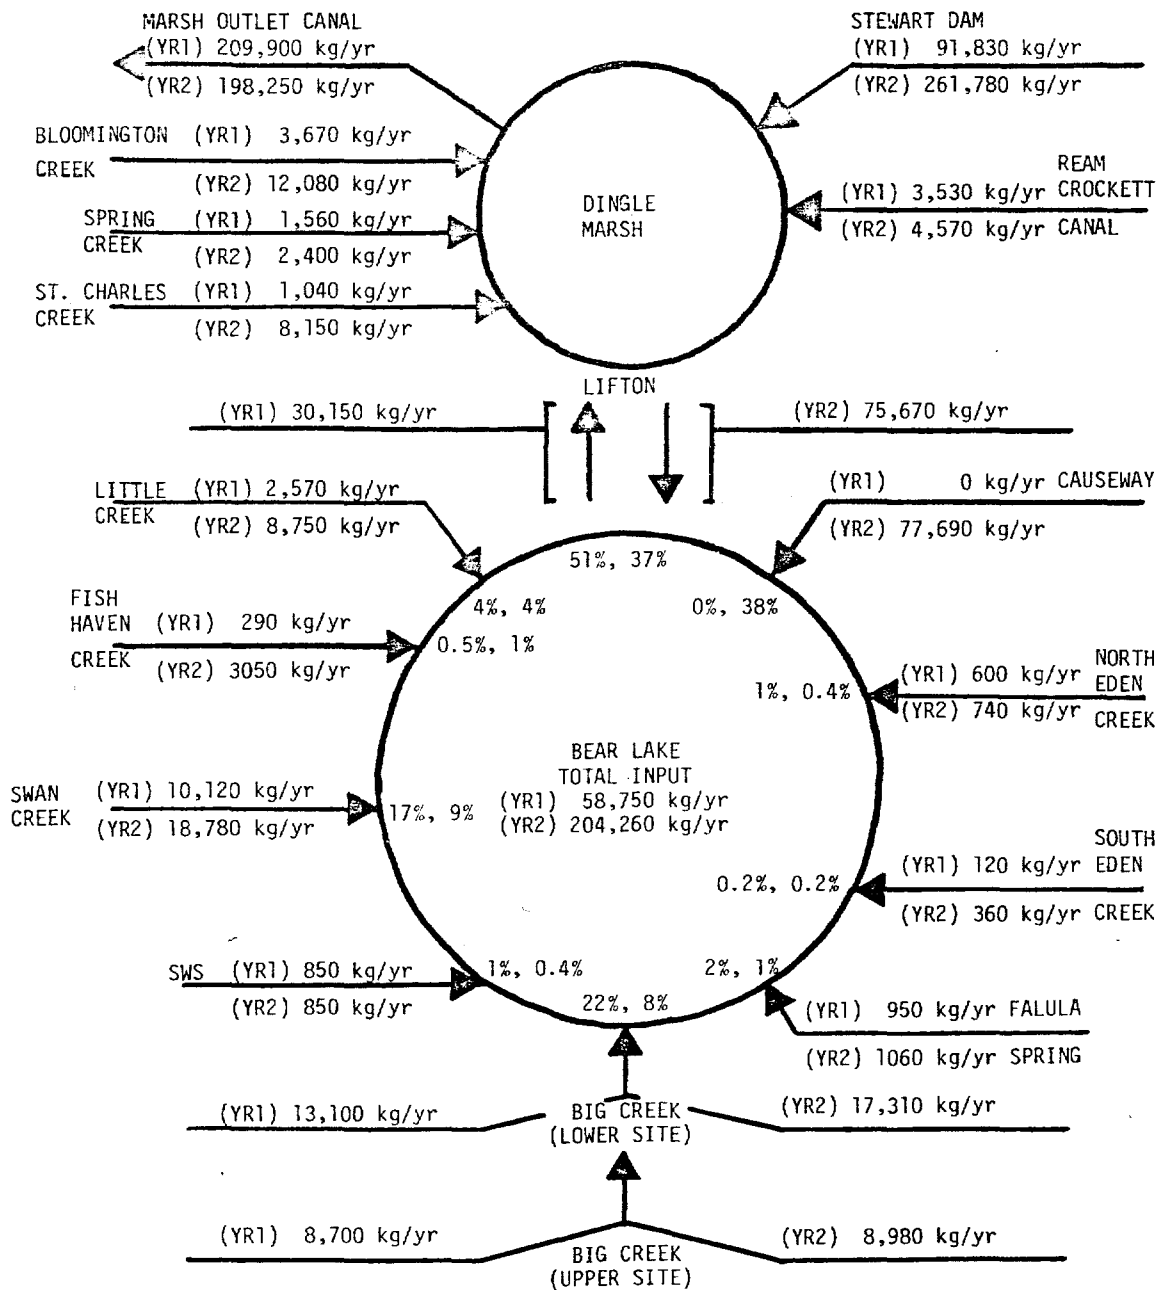 MARSH OUTLET CANAL
(YR1) 209,900 kg/yr
(YR2) 198,250 kg/yr
STEWART DAM
(YR1) 91,830 kg/yr
(YR2) 261,780 kg/yr
BLOOMINGTON (YR1) 3,670 kg/yr
CREEK (YR2) 12,080 kg/yr
REAM
(YR1) 3,530 kg/yr CROCKETT
(YR2) 4,570 kg/yr CANAL
SPRING (YR1) 1,560 kg/yr
CREEK (YR2) 2,400 kg/yr
DINGLE
MARSH
ST. CHARLES (YR1) 1,040 kg/yr
CREEK (YR2) 8,150 kg/yr
LIFTON
(YR1) 30,150 kg/yr
(YR2) 75,670 kg/yr
LITTLE (YR1) 2,570 kg/yr
CREEK (YR2) 8,750 kg/yr
(YR1) 0 kg/yr CAUSEWAY
(YR2) 77,690 kg/yr
51%, 37%
4%, 4%
0%, 38%
FISH
HAVEN (YR1) 290 kg/yr
CREEK (YR2) 3050 kg/yr
0.5%, 1%
1%, 0.4%
(YR1) 600 kg/yr NORTH
EDEN
(YR2) 740 kg/yr CREEK
BEAR LAKE
TOTAL INPUT
(YR1) 58,750 kg/yr
(YR2) 204,260 kg/yr
SWAN (YR1) 10,120 kg/yr
CREEK (YR2) 18,780 kg/yr
17%, 9%
SOUTH
(YR1) 120 kg/yr EDEN
(YR2) 360 kg/yr CREEK
0.2%, 0.2%
SWS (YR1) 850 kg/yr
(YR2) 850 kg/yr
1%, 0.4%
2%, 1%
22%, 8%
(YR1) 950 kg/yr FALULA
(YR2) 1060 kg/yr SPRING
(YR1) 13,100 kg/yr
BIG CREEK
(LOWER SITE)
(YR2) 17,310 kg/yr
(YR1) 8,700 kg/yr
BIG CREEK
(UPPER SITE)
(YR2) 8,980 kg/yr